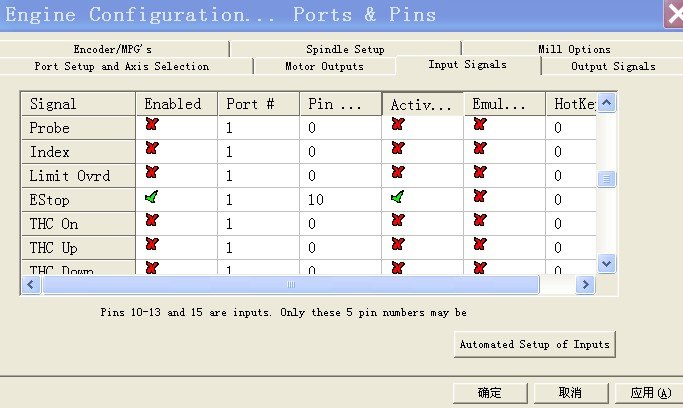 Engine Configuration... Ports & Pins
Encoder/MPG's Spindle Setup Mill Options
Port Setup and Axis Selection Motor Outputs Input Signals Output Signals
Signal Enabled Port # Pin ... Activ... Emul... HotKe
Probe 1 0 0
Index 1 0 0
Limit Ovrd 1 0 0
EStop 1 10 0
THC On 1 0 0
THC Up 1 0 0
THC Down 1 0 0
Pins 10-13 and 15 are inputs. Only these 5 pin numbers may be
Automated Setup of Inputs
确定 取消 应用(A)